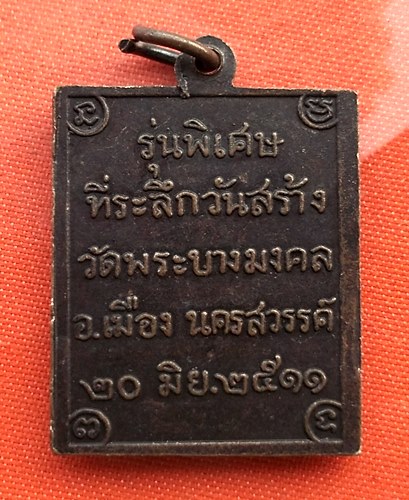 รุ่นพิเศษ
ที่ระลึกวันสร้าง
วัดพระบางมงคล
อ.เมือง นครสวรรค์
๒๐ มิย.๒๕๑๑